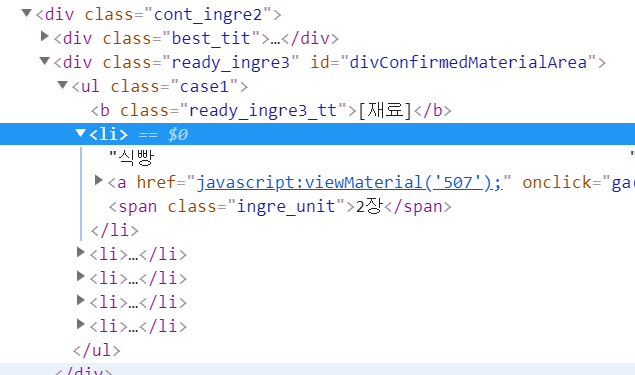 <div class="cont_ingre2">
<div class="best_tit">…</div>
<div class="ready_ingre3" id="divConfirmedMaterialArea">
<ul class="case1">
<b class="ready_ingre3_tt">[재료]</b>
<li> == $0
"식빵 "
<a href="javascript:viewMaterial('507');" onclick="ga(
<span class="ingre_unit">2장</span>
</li>
<li>…</li>
<li>…</li>
<li>…</li>
<li>…</li>
</ul>
</div>